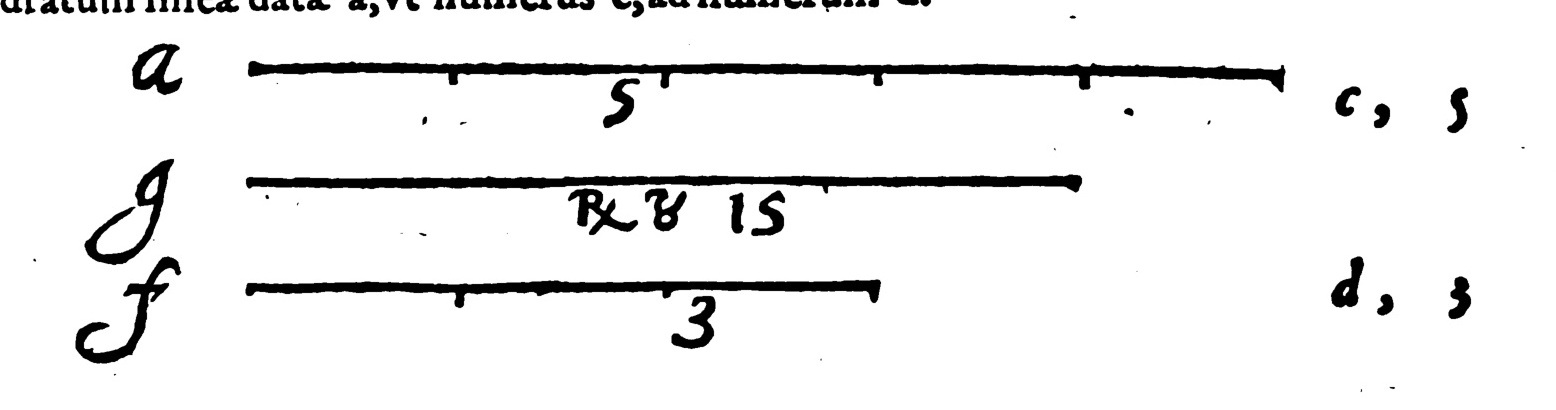 dratum lineæ datæ a, vt numerus c, ad numerum d.
a
5
c, 5
g
℞ ꝝ 15
f
3
d, 3